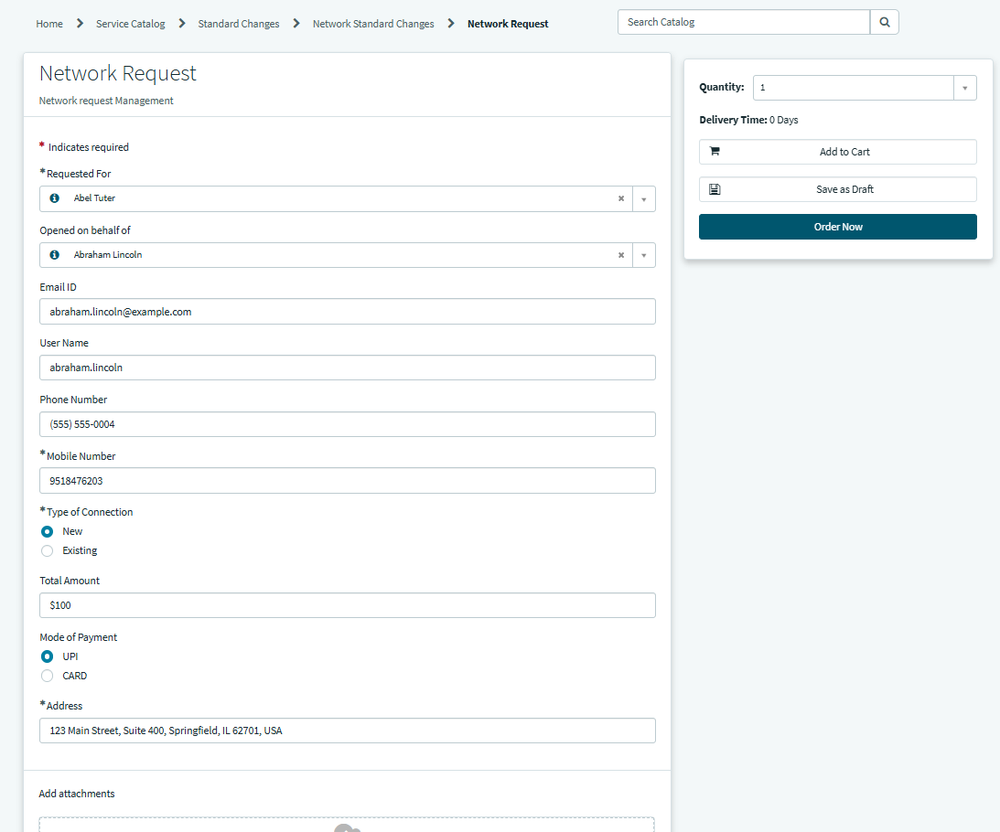 Home > Service Catalog > Standard Changes > Network Standard Changes > Network Request
Search Catalog
Network Request
Network request Management
* Indicates required
*Requested For
Abel Tuter
Opened on behalf of
Abraham Lincoln
Email ID
abraham.lincoln@example.com
User Name
abraham.lincoln
Phone Number
(555) 555-0004
*Mobile Number
9518476203
*Type of Connection
New
Existing
Total Amount
$100
Mode of Payment
UPI
CARD
*Address
123 Main Street, Suite 400, Springfield, IL 62701, USA
Add attachments
Quantity: 1
Delivery Time: 0 Days
Add to Cart
Save as Draft
Order Now